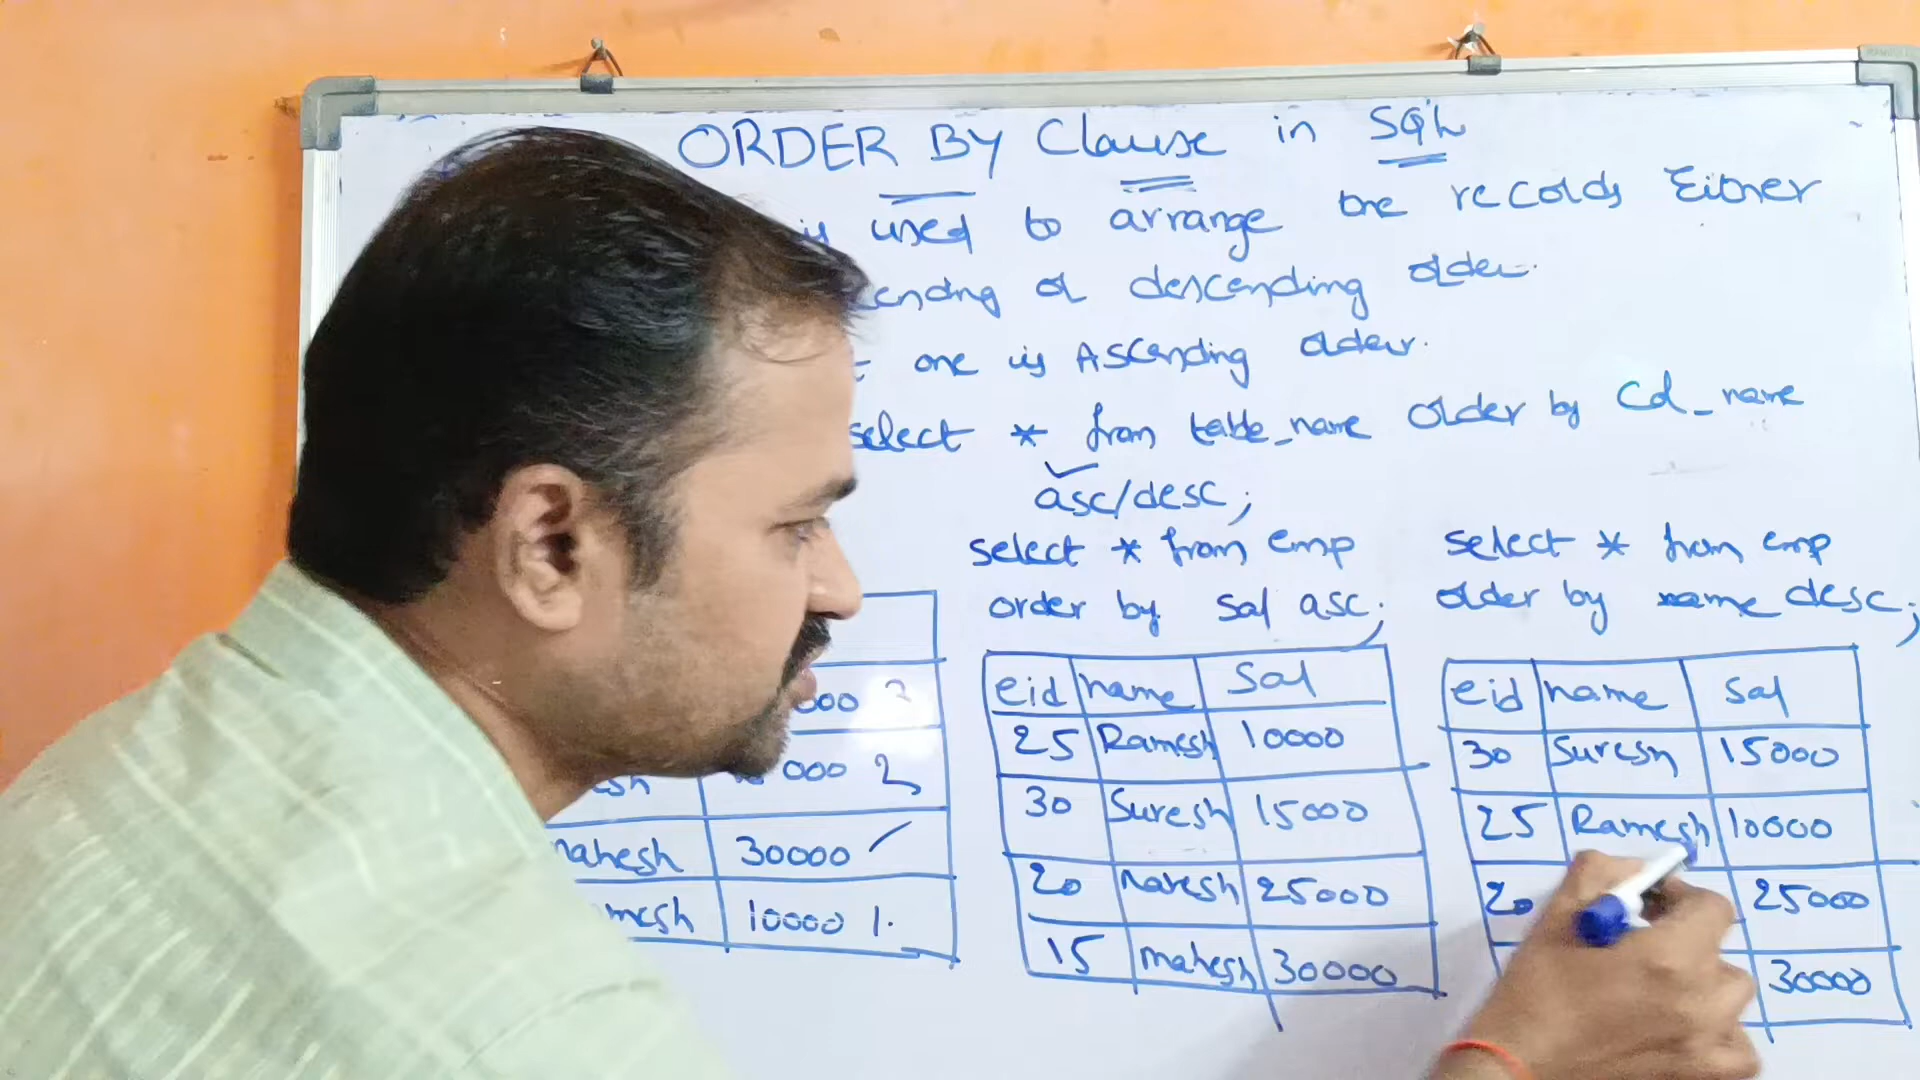 ORDER BY Clause in SQL
is used to arrange the records Either
cending or descending order.
one is Ascending order.
select * from table_name order by Col_name
asc/desc;
select * from emp
order by sal asc;
select * from emp
order by name desc;
000 2
000 3
mahesh 30000
mesh 10000 1.
eid name Sal
25 Ramesh 10000
30 Suresh 15000
20 naresh 25000
15 mahesh 30000
eid name Sal
30 Suresh 15000
25 Ramesh 10000
20 25000
30000